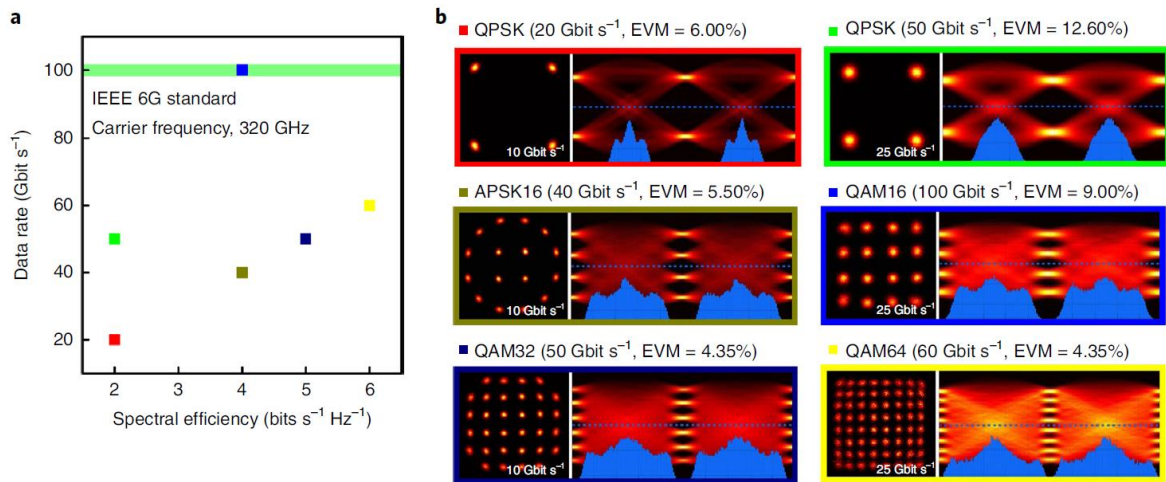 a
Data rate (Gbit s⁻¹)
100
80
60
40
20
IEEE 6G standard
Carrier frequency, 320 GHz
2 3 4 5 6
Spectral efficiency (bits s⁻¹ Hz⁻¹)
b
QPSK (20 Gbit s⁻¹, EVM = 6.00%)
10 Gbit s⁻¹
QPSK (50 Gbit s⁻¹, EVM = 12.60%)
25 Gbit s⁻¹
APSK16 (40 Gbit s⁻¹, EVM = 5.50%)
10 Gbit s⁻¹
QAM16 (100 Gbit s⁻¹, EVM = 9.00%)
25 Gbit s⁻¹
QAM32 (50 Gbit s⁻¹, EVM = 4.35%)
10 Gbit s⁻¹
QAM64 (60 Gbit s⁻¹, EVM = 4.35%)
25 Gbit s⁻¹